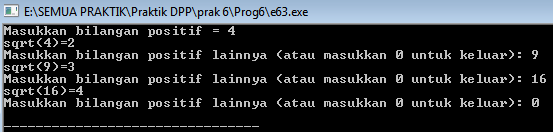 E:\SEMUA PRAKTIK\Praktik DPP\prak 6\Prog6\e63.exe
Masukkan bilangan positif = 4
sqrt(4)=2
Masukkan bilangan positif lainnya (atau masukkan 0 untuk keluar): 9
sqrt(9)=3
Masukkan bilangan positif lainnya (atau masukkan 0 untuk keluar): 16
sqrt(16)=4
Masukkan bilangan positif lainnya (atau masukkan 0 untuk keluar): 0
--------------------------------